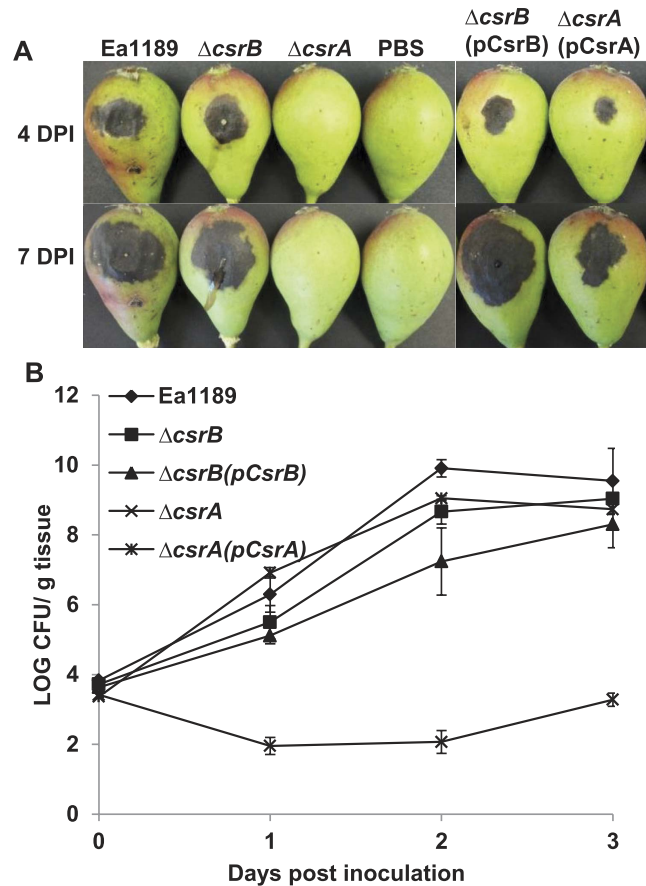 A
Ea1189 ΔcsrB ΔcsrA PBS ΔcsrB (pCsrB) ΔcsrA (pCsrA)
4 DPI
7 DPI
B
Ea1189
ΔcsrB
ΔcsrB(pCsrB)
ΔcsrA
ΔcsrA(pCsrA)
LOG CFU/ g tissue
12
10
8
6
4
2
0
0 1 2 3
Days post inoculation